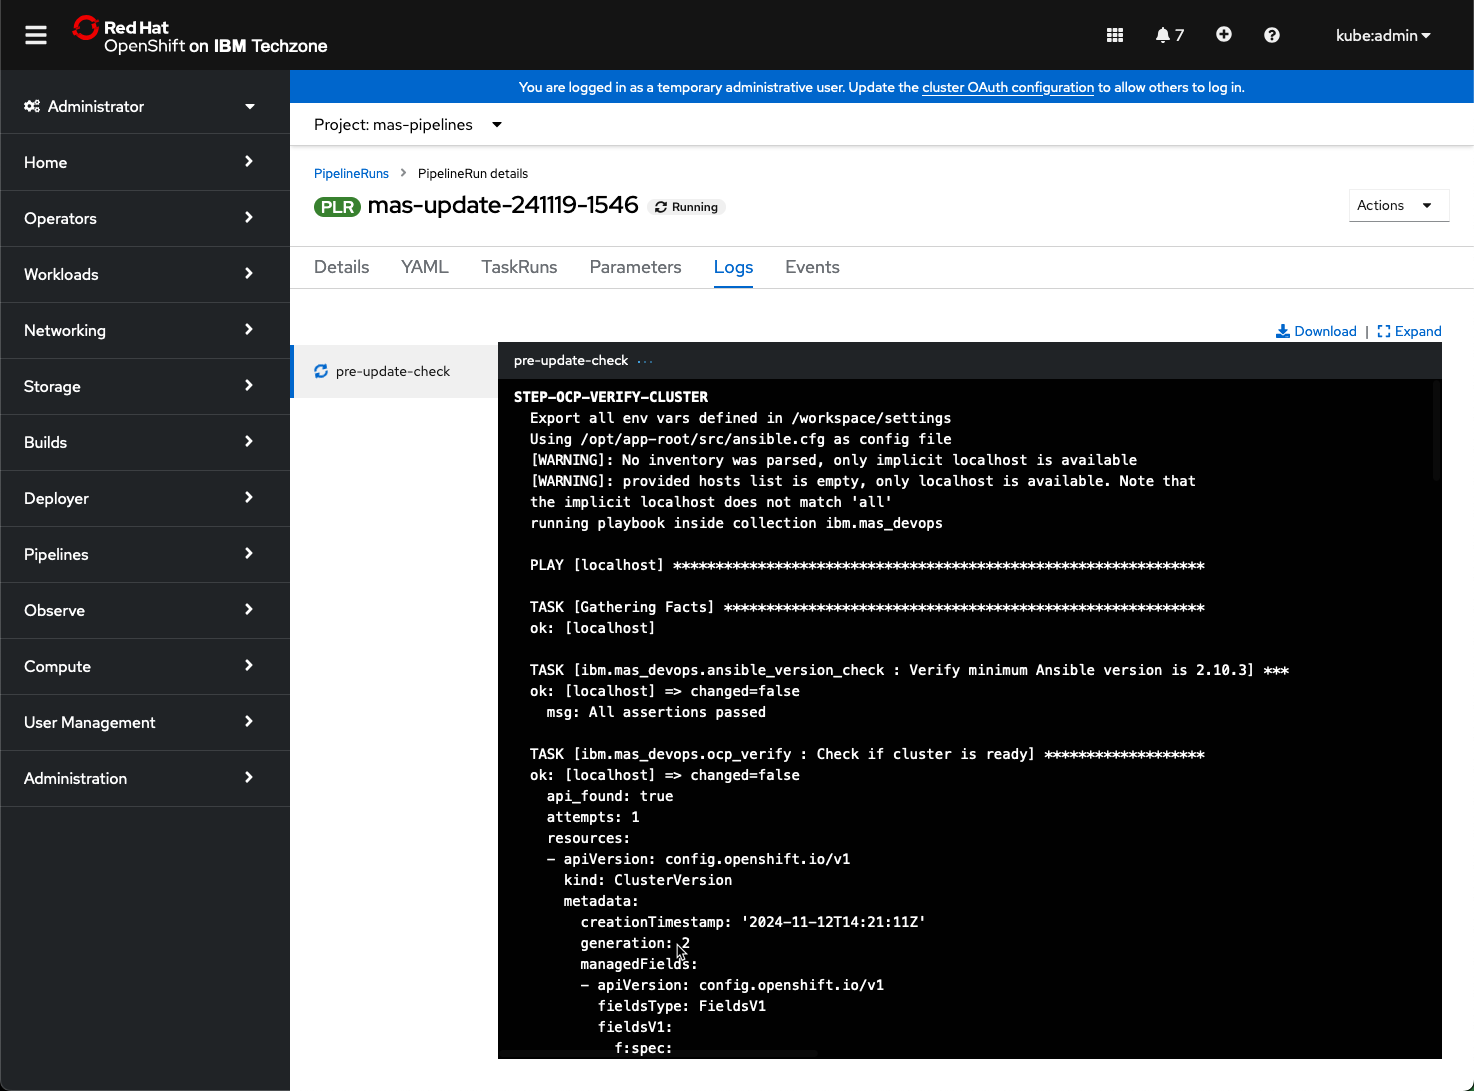 Red Hat
OpenShift on IBM Techzone
7
kube:admin
Administrator
Home
Operators
Workloads
Networking
Storage
Builds
Deployer
Pipelines
Observe
Compute
User Management
Administration
You are logged in as a temporary administrative user. Update the cluster OAuth configuration to allow others to log in.
Project: mas-pipelines
PipelineRuns > PipelineRun details
PLR mas-update-241119-1546 Running
Actions
Details YAML TaskRuns Parameters Logs Events
Download | Expand
pre-update-check
pre-update-check ...
STEP-OCP-VERIFY-CLUSTER
Export all env vars defined in /workspace/settings
Using /opt/app-root/src/ansible.cfg as config file
[WARNING]: No inventory was parsed, only implicit localhost is available
[WARNING]: provided hosts list is empty, only localhost is available. Note that
the implicit localhost does not match 'all'
running playbook inside collection ibm.mas_devops
PLAY [localhost] ***************************************************************
TASK [Gathering Facts] *********************************************************
ok: [localhost]
TASK [ibm.mas_devops.ansible_version_check : Verify minimum Ansible version is 2.10.3] ***
ok: [localhost] => changed=false
msg: All assertions passed
TASK [ibm.mas_devops.ocp_verify : Check if cluster is ready] *******************
ok: [localhost] => changed=false
api_found: true
attempts: 1
resources:
- apiVersion: config.openshift.io/v1
kind: ClusterVersion
metadata:
creationTimestamp: '2024-11-12T14:21:11Z'
generation: 2
managedFields:
- apiVersion: config.openshift.io/v1
fieldsType: FieldsV1
fieldsV1:
f:spec: